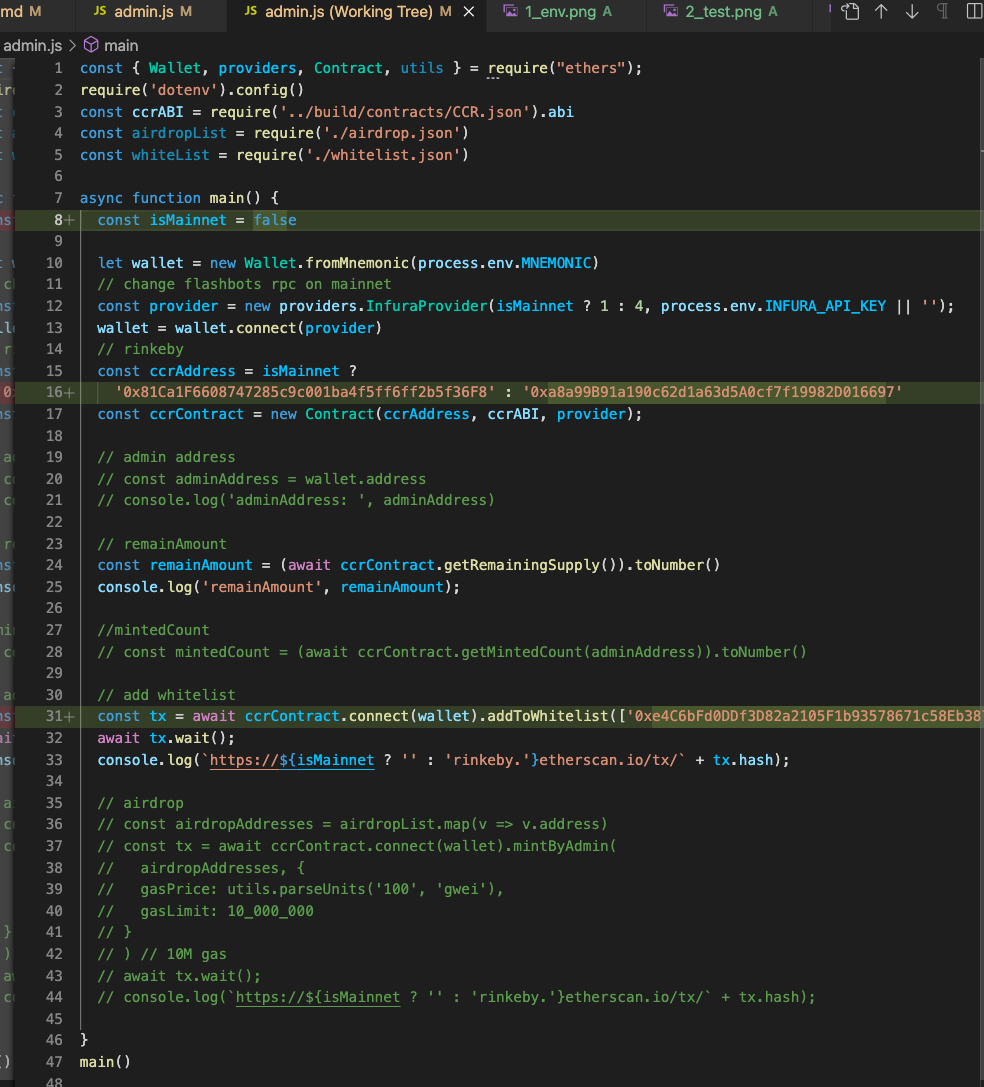 md M
JS admin.js M
JS admin.js (Working Tree) M ×
1_env.png A
2_test.png A
admin.js > main
1 const { Wallet, providers, Contract, utils } = require("ethers");
2 require('dotenv').config()
3 const ccrABI = require('../build/contracts/CCR.json').abi
4 const airdropList = require('./airdrop.json')
5 const whiteList = require('./whitelist.json')
6
7 async function main() {
8+ const isMainnet = false
9
10 let wallet = new Wallet.fromMnemonic(process.env.MNEMONIC)
11 // change flashbots rpc on mainnet
12 const provider = new providers.InfuraProvider(isMainnet ? 1 : 4, process.env.INFURA_API_KEY || '');
13 wallet = wallet.connect(provider)
14 // rinkeby
15 const ccrAddress = isMainnet ?
16+ '0x81Ca1F6608747285c9c001ba4f5ff6ff2b5f36F8' : '0xa8a99B91a190c62d1a63d5A0cf7f19982D016697'
17 const ccrContract = new Contract(ccrAddress, ccrABI, provider);
18
19 // admin address
20 // const adminAddress = wallet.address
21 // console.log('adminAddress: ', adminAddress)
22
23 // remainAmount
24 const remainAmount = (await ccrContract.getRemainingSupply()).toNumber()
25 console.log('remainAmount', remainAmount);
26
27 //mintedCount
28 // const mintedCount = (await ccrContract.getMintedCount(adminAddress)).toNumber()
29
30 // add whitelist
31+ const tx = await ccrContract.connect(wallet).addToWhitelist(['0xe4C6bFd0DDf3D82a2105F1b93578671c58Eb38
32 await tx.wait();
33 console.log(`https://${isMainnet ? '' : 'rinkeby.'}etherscan.io/tx/` + tx.hash);
34
35 // airdrop
36 // const airdropAddresses = airdropList.map(v => v.address)
37 // const tx = await ccrContract.connect(wallet).mintByAdmin(
38 // airdropAddresses, {
39 // gasPrice: utils.parseUnits('100', 'gwei'),
40 // gasLimit: 10_000_000
41 // }
42 // ) // 10M gas
43 // await tx.wait();
44 // console.log(`https://${isMainnet ? '' : 'rinkeby.'}etherscan.io/tx/` + tx.hash);
45
46 }
47 main()
48